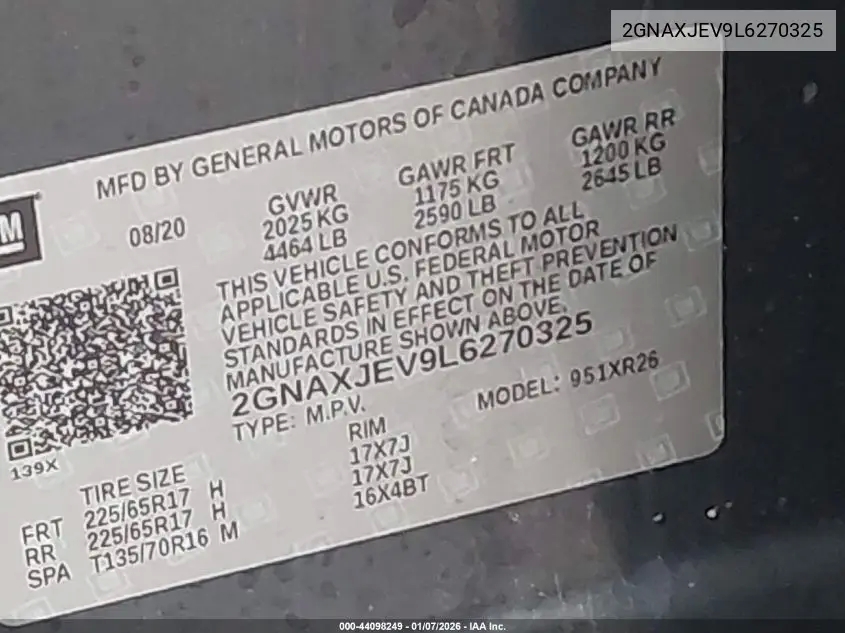 2GNAXJEV9L6270325
MFD BY GENERAL MOTORS OF CANADA COMPANY
08/20
GVWR
2025 KG
4464 LB
GAWR FRT
1175 KG
2590 LB
GAWR RR
1200 KG
2645 LB
THIS VEHICLE CONFORMS TO ALL
APPLICABLE U.S. FEDERAL MOTOR
VEHICLE SAFETY AND THEFT PREVENTION
STANDARDS IN EFFECT ON THE DATE OF
MANUFACTURE SHOWN ABOVE.
2GNAXJEV9L6270325
TYPE: M.P.V.
MODEL: 951XR26
139X
TIRE SIZE RIM
FRT 225/65R17 H 17X7J
RR 225/65R17 H 17X7J
SPA T135/70R16 M 16X4BT
000-44098249 - 01/07/2026 - IAA Inc.